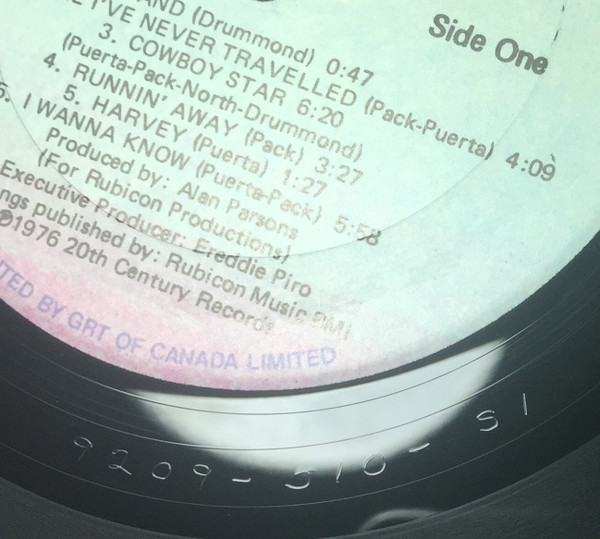 Side One
AND (Drummond) 0:47
I'VE NEVER TRAVELLED (Pack-Puerta) 4:09
3. COWBOY STAR 6:20
(Puerta-Pack-North-Drummond)
4. RUNNIN' AWAY (Pack) 3:27
5. HARVEY (Puerta) 1:27
6. I WANNA KNOW (Puerta-Pack) 5:58
Produced by: Alan Parsons
(For Rubicon Productions)
Executive Producer: Freddie Piro
ngs published by: Rubicon Music BMI
℗1976 20th Century Records
TED BY GRT OF CANADA LIMITED
9209 - 510 - S1